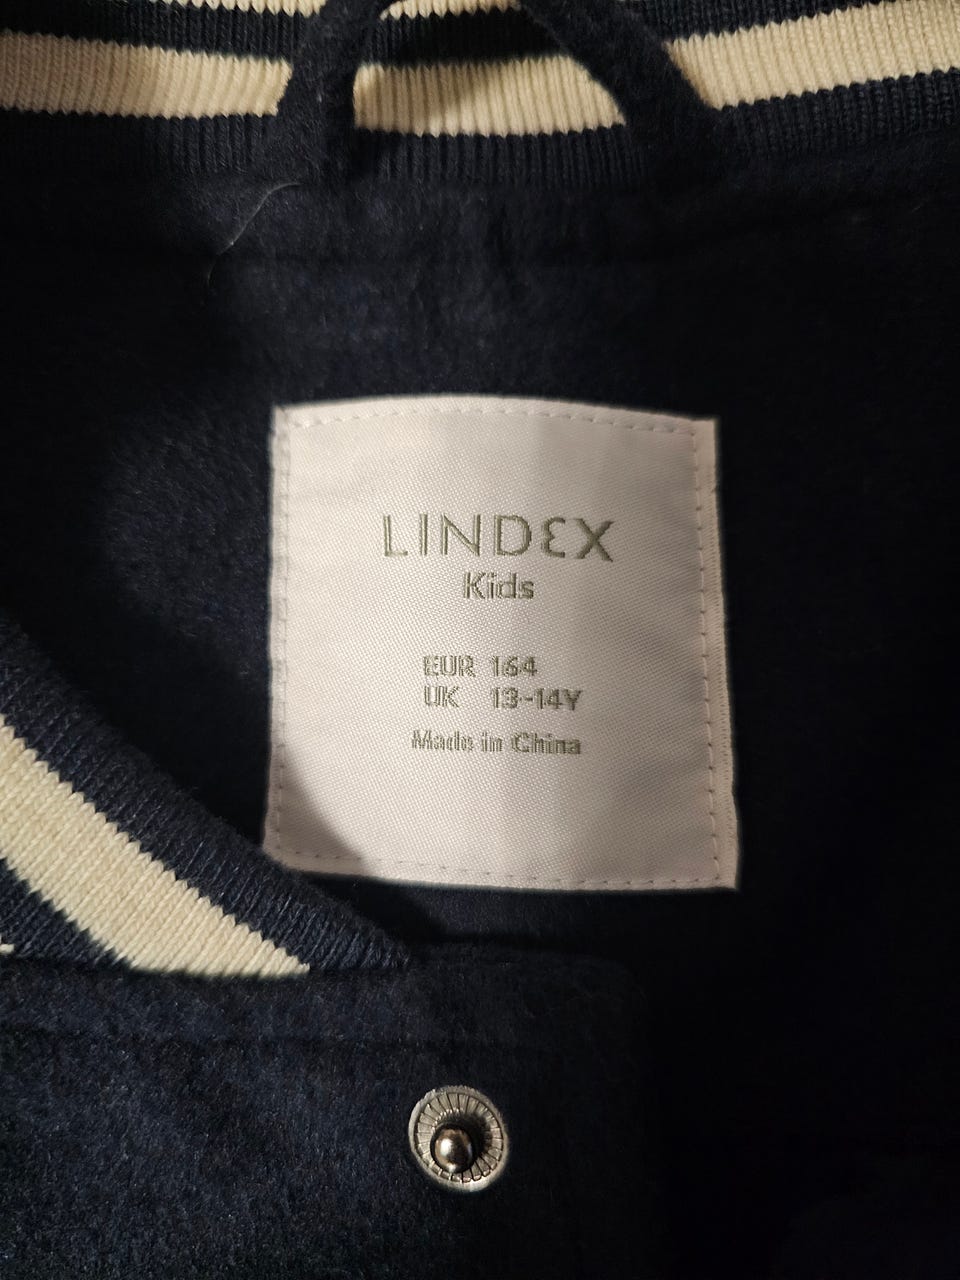 LINDEX
Kids
EUR 164
UK 13-14Y
Made in China